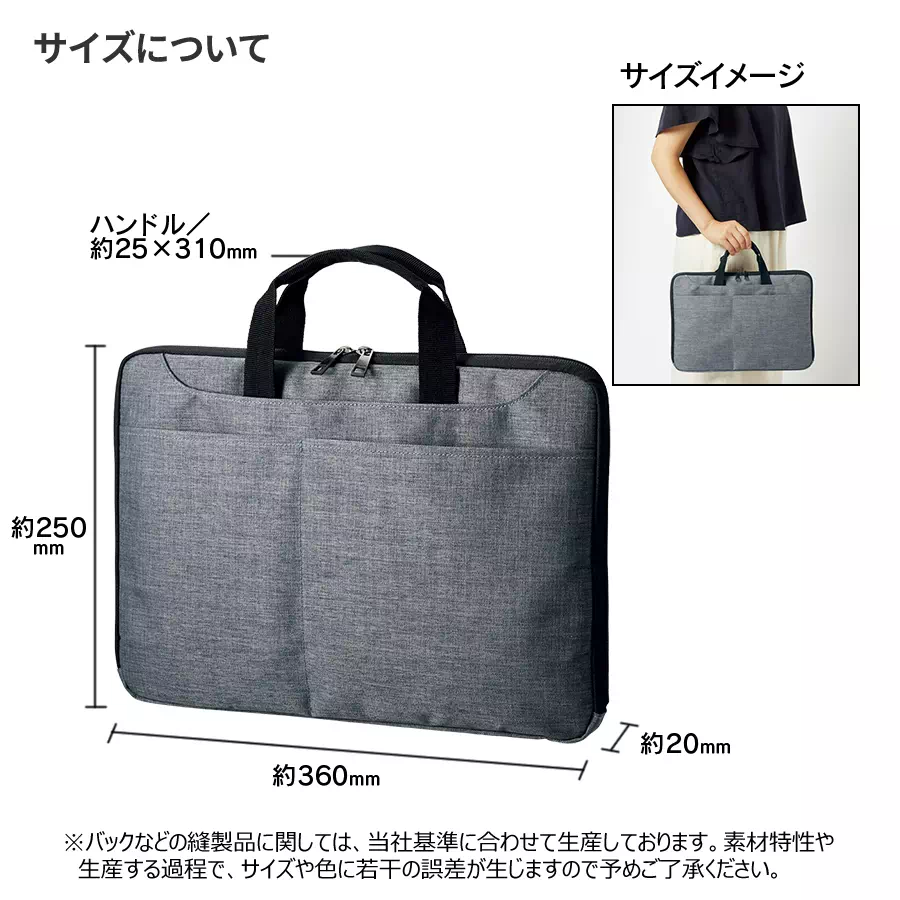 サイズについて
サイズイメージ
ハンドル／
約25×310mm
約250
mm
約20mm
約360mm
※バックなどの縫製品に関しては、当社基準に合わせて生産しております。素材特性や
生産する過程で、サイズや色に若干の誤差が生じますので予めご了承ください。